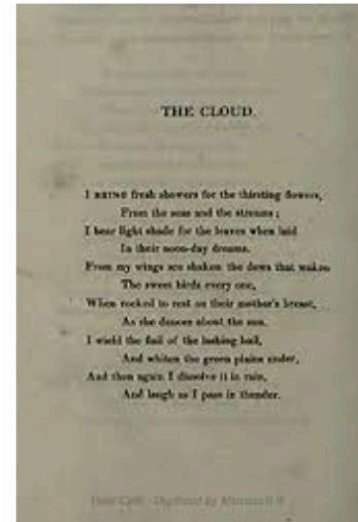 THE CLOUD.
I BRING fresh showers for the thirsting flowers,
From the seas and the streams;
I bear light shade for the leaves when laid
In their noon-day dreams.
From my wings are shaken the dews that waken
The sweet birds every one,
When rocked to rest on their mother's breast,
As she dances about the sun.
I wield the flail of the lashing hail,
And whiten the green plains under,
And then again I dissolve it in rain,
And laugh as I pass in thunder.
Digitized by Microsoft ®